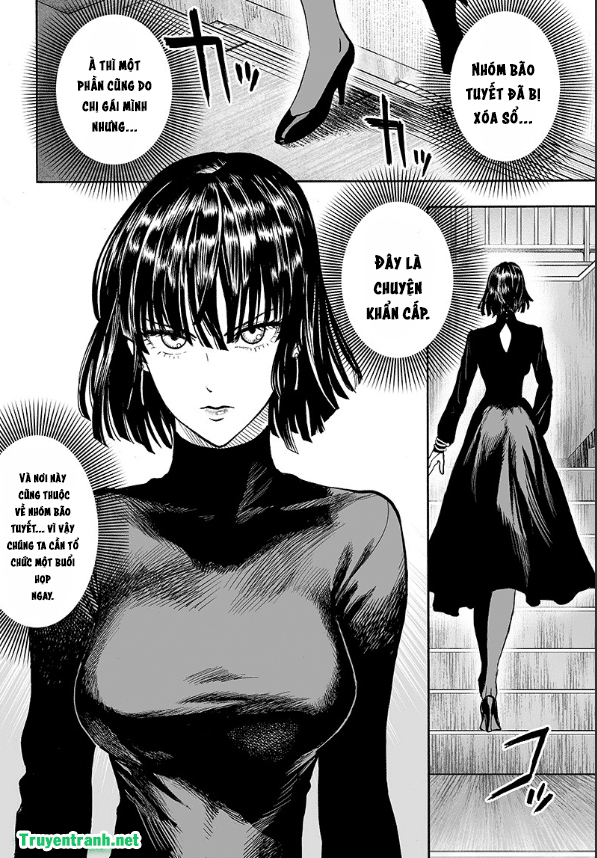 NHÓM BÃO
TUYẾT ĐÃ BỊ
XÓA SỔ...
À THÌ MỘT
PHẦN CŨNG DO
CHỊ GÁI MÌNH
NHƯNG...
ĐÂY LÀ
CHUYỆN
KHẨN CẤP.
VÀ NƠI NÀY
CŨNG THUỘC
VỀ NHÓM BÃO
TUYẾT... VÌ VẬY
CHÚNG TA CẦN TỔ
CHỨC MỘT BUỔI
HỌP
NGAY.
Truyentranh.net